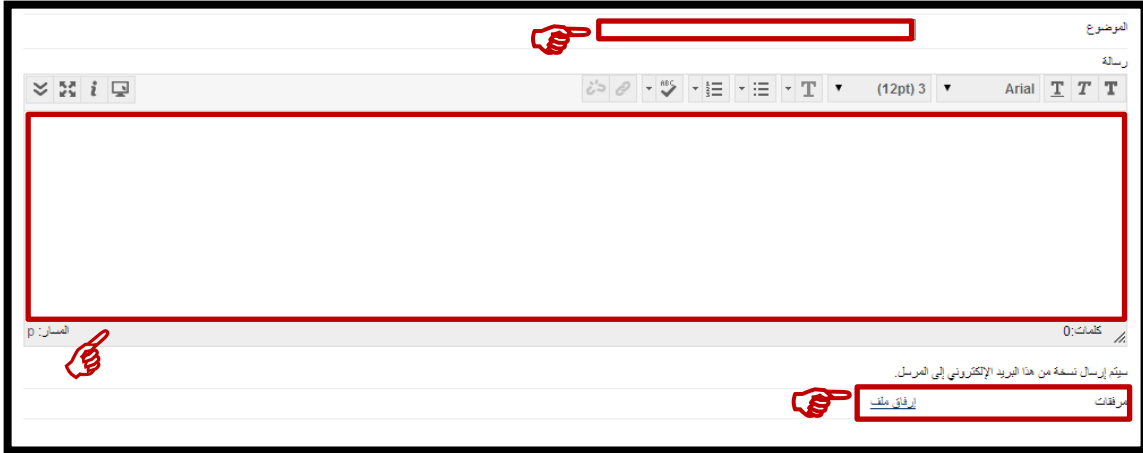 الموضوع
رسالة
T T T Arial 3 (12pt) T ABC i
كلمات:0 المسار: p
سيتم إرسال نسخة من هذا البريد الإلكتروني إلى المرسل.
مرفقات إرفاق ملف